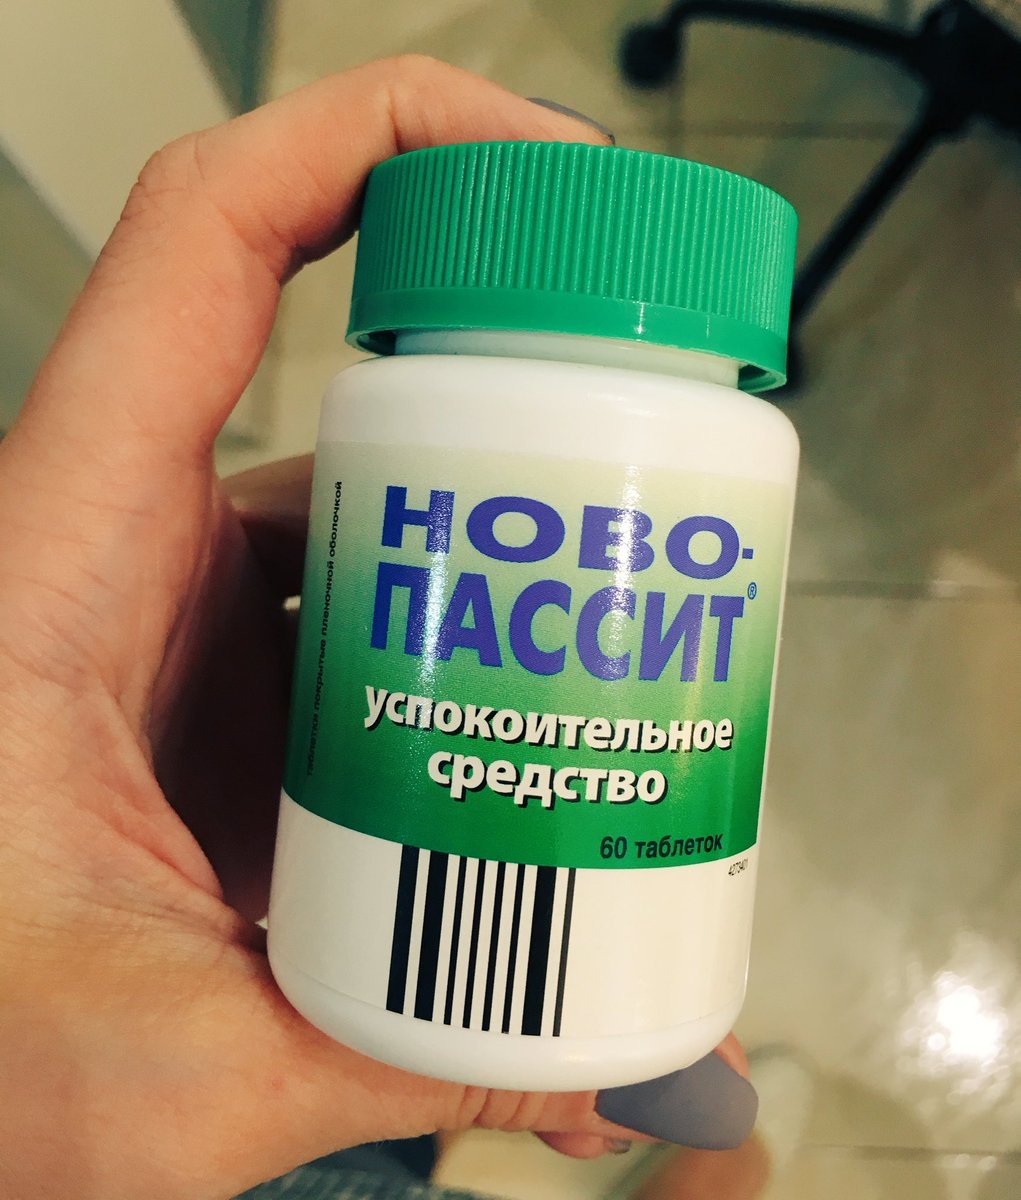 НОВО-
ПАССИТ®
успокоительное
средство
60 таблеток
таблетки покрытые пленочной оболочкой